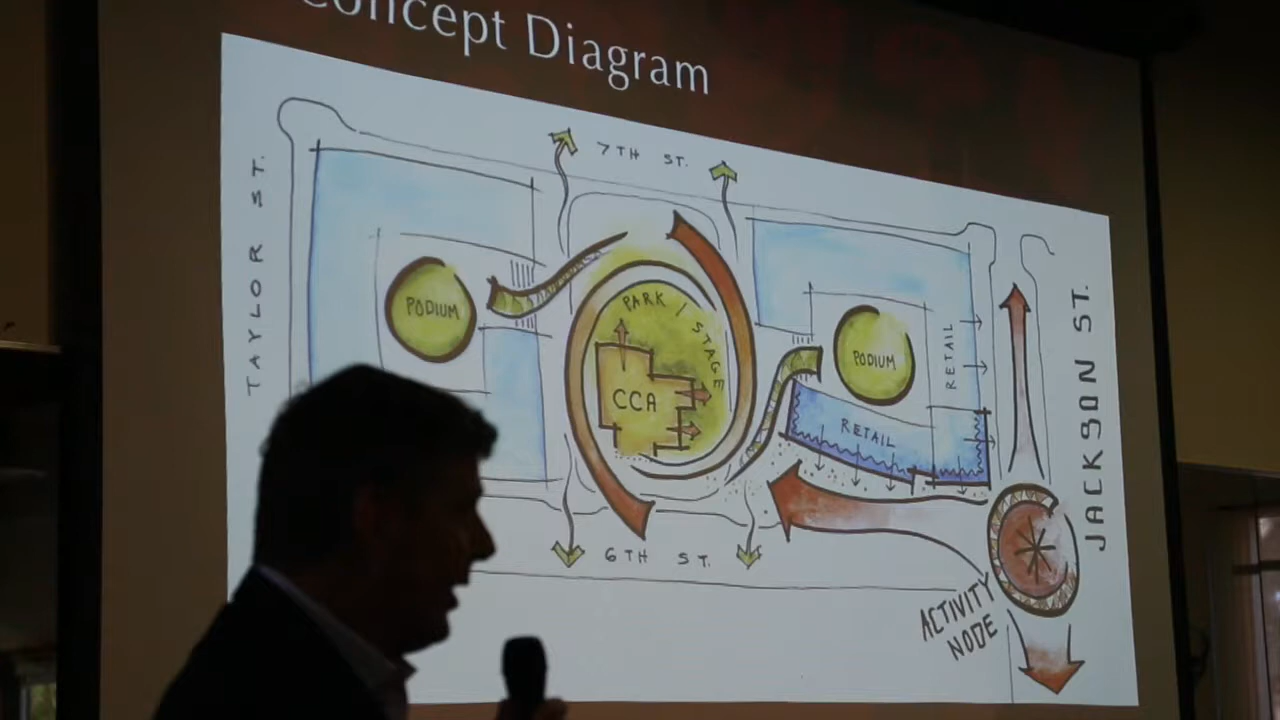 Concept Diagram
7TH ST.
TAYLOR ST.
PODIUM
PARK / STAGE
CCA
PODIUM
RETAIL
RETAIL
JACKSON ST.
6TH ST.
ACTIVITY
NODE